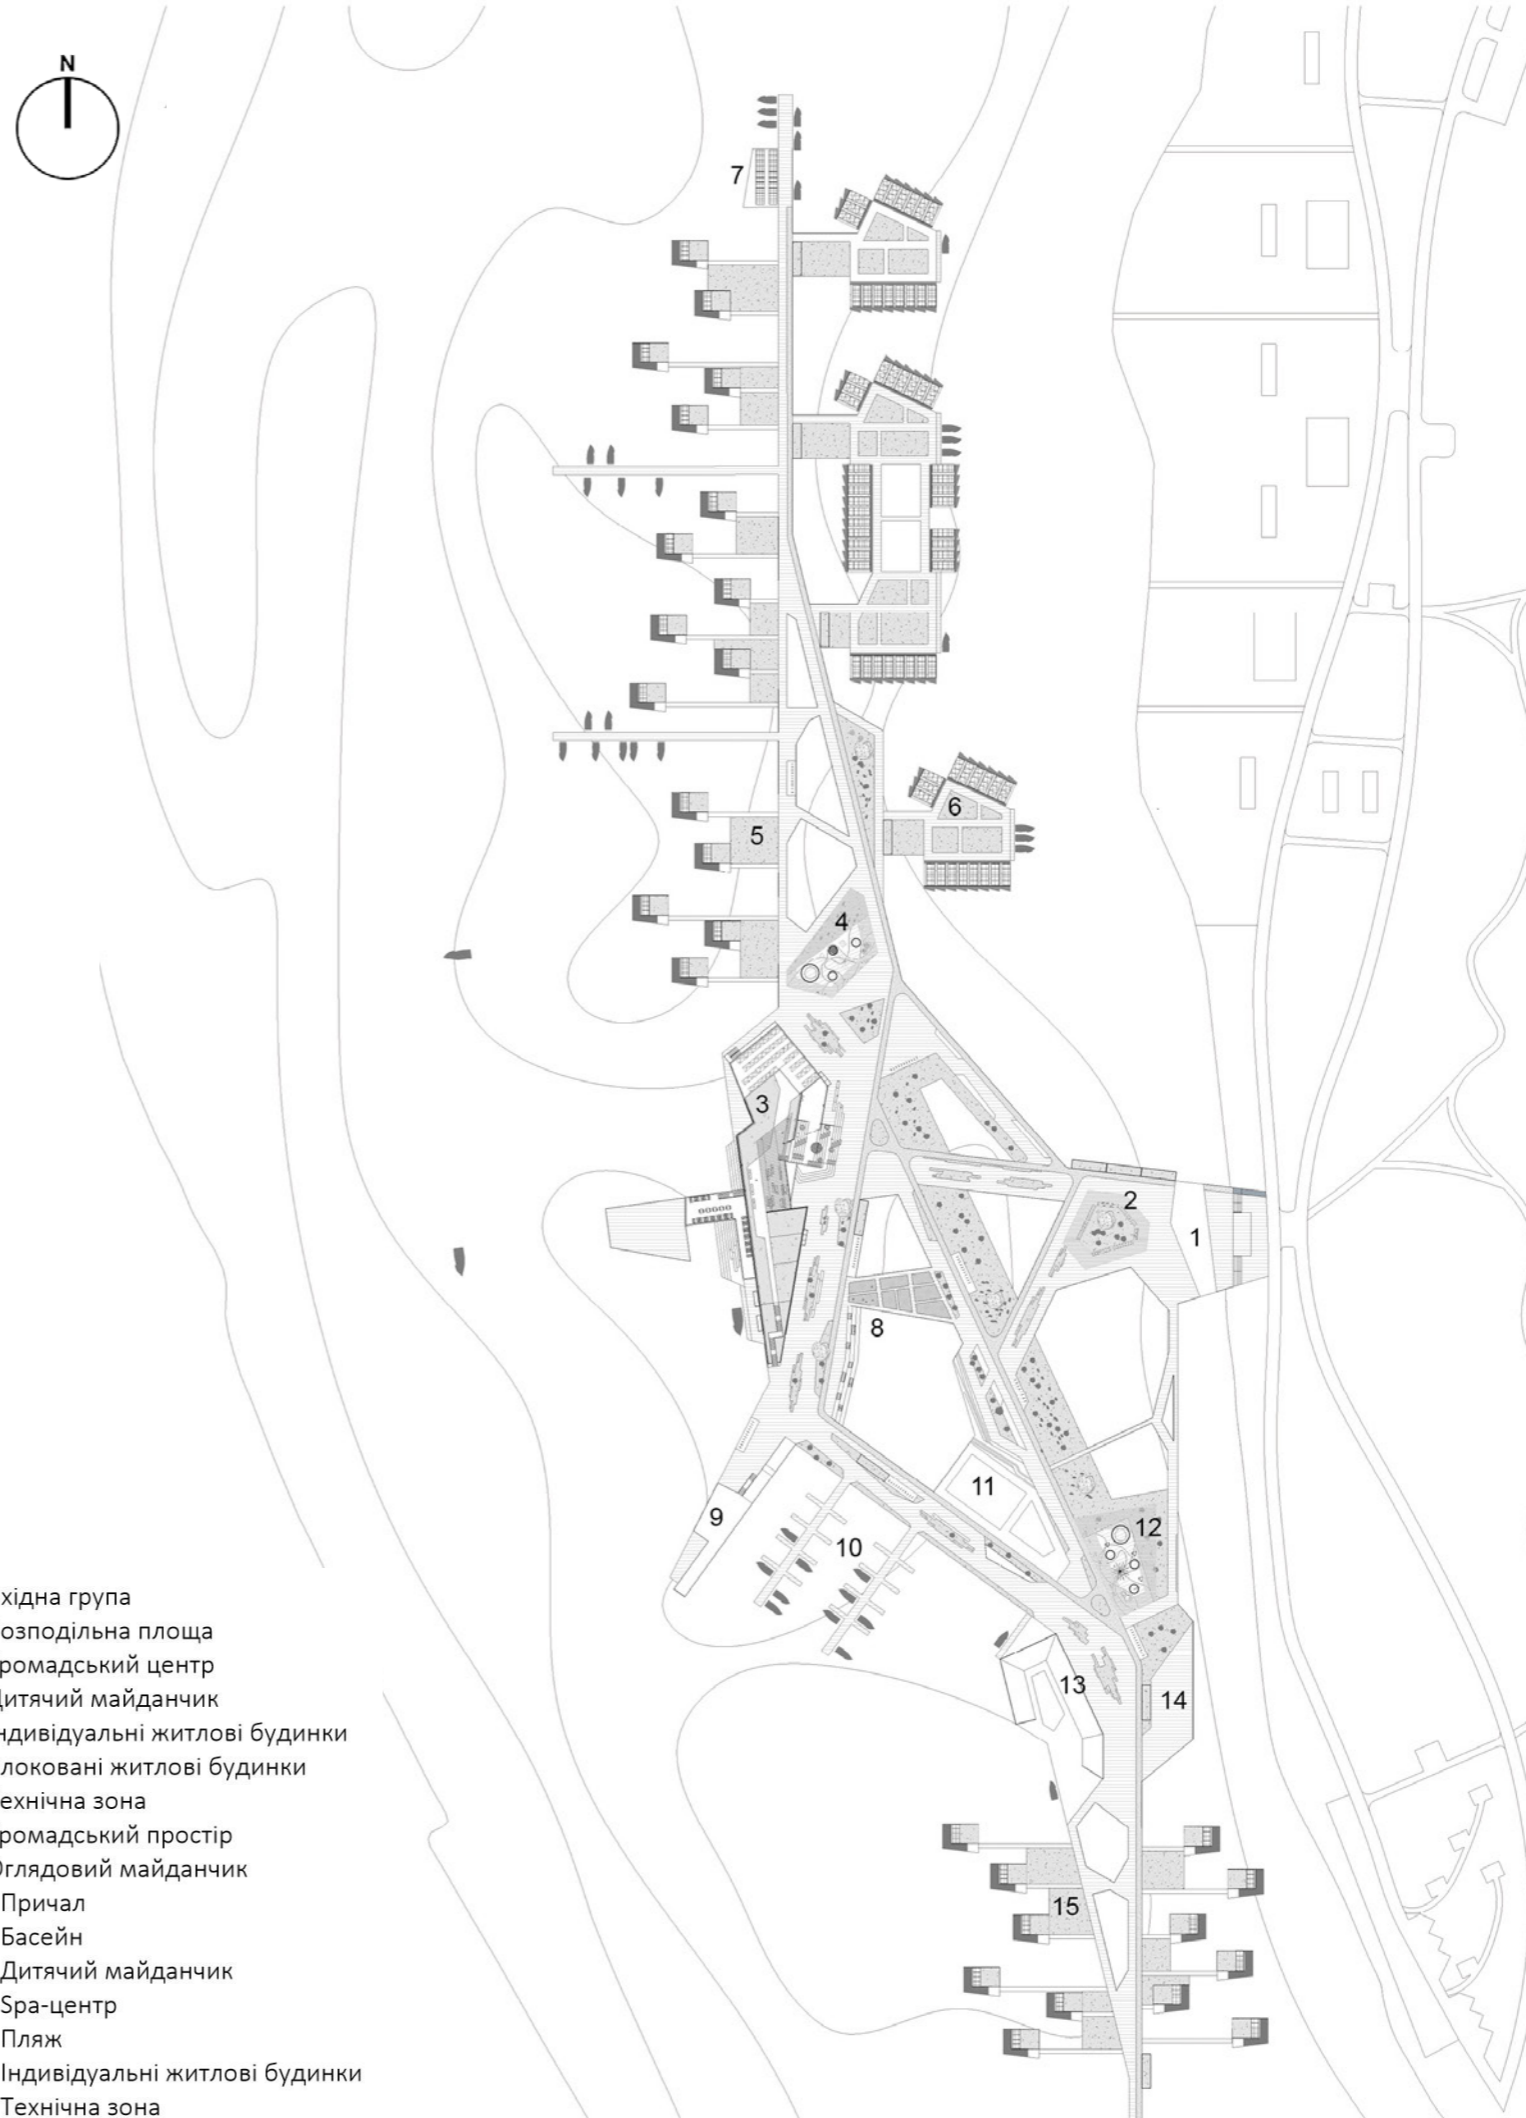 N
7
6
5
4
3
2
1
8
11
9
12
10
13
14
15
хідна група
озподільна площа
ромадський центр
Дитячий майданчик
ндивідуальні житлові будинки
локовані житлові будинки
ехнічна зона
ромадський простір
Оглядовий майданчик
Причал
Басейн
Дитячий майданчик
Spa-центр
Пляж
Індивідуальні житлові будинки
Технічна зона